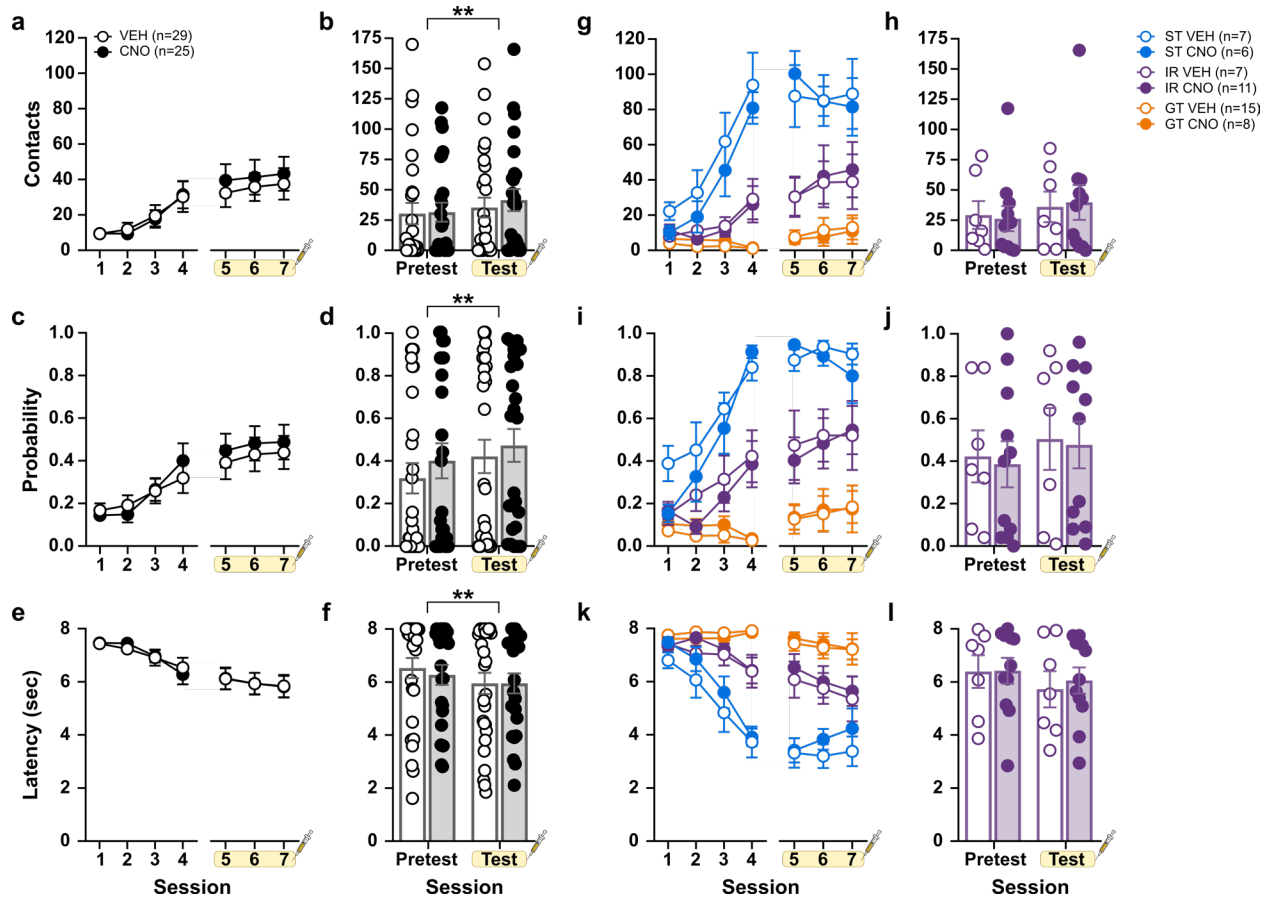 a
VEH (n=29)
CNO (n=25)
120
100
80
60
40
20
0
Contacts
1 2 3 4 5 6 7
b
**
175
150
125
100
75
50
25
0
Pretest Test
g
120
100
80
60
40
20
0
1 2 3 4 5 6 7
h
175
150
125
100
75
50
25
0
Pretest Test
ST VEH (n=7)
ST CNO (n=6)
IR VEH (n=7)
IR CNO (n=11)
GT VEH (n=15)
GT CNO (n=8)
c
1.0
0.8
0.6
0.4
0.2
0.0
Probability
1 2 3 4 5 6 7
d
**
1.0
0.8
0.6
0.4
0.2
0.0
Pretest Test
i
1.0
0.8
0.6
0.4
0.2
0.0
1 2 3 4 5 6 7
j
1.0
0.8
0.6
0.4
0.2
0.0
Pretest Test
e
8
6
4
2
0
Latency (sec)
1 2 3 4 5 6 7
Session
f
**
8
6
4
2
0
Pretest Test
Session
k
8
6
4
2
0
1 2 3 4 5 6 7
Session
l
8
6
4
2
0
Pretest Test
Session